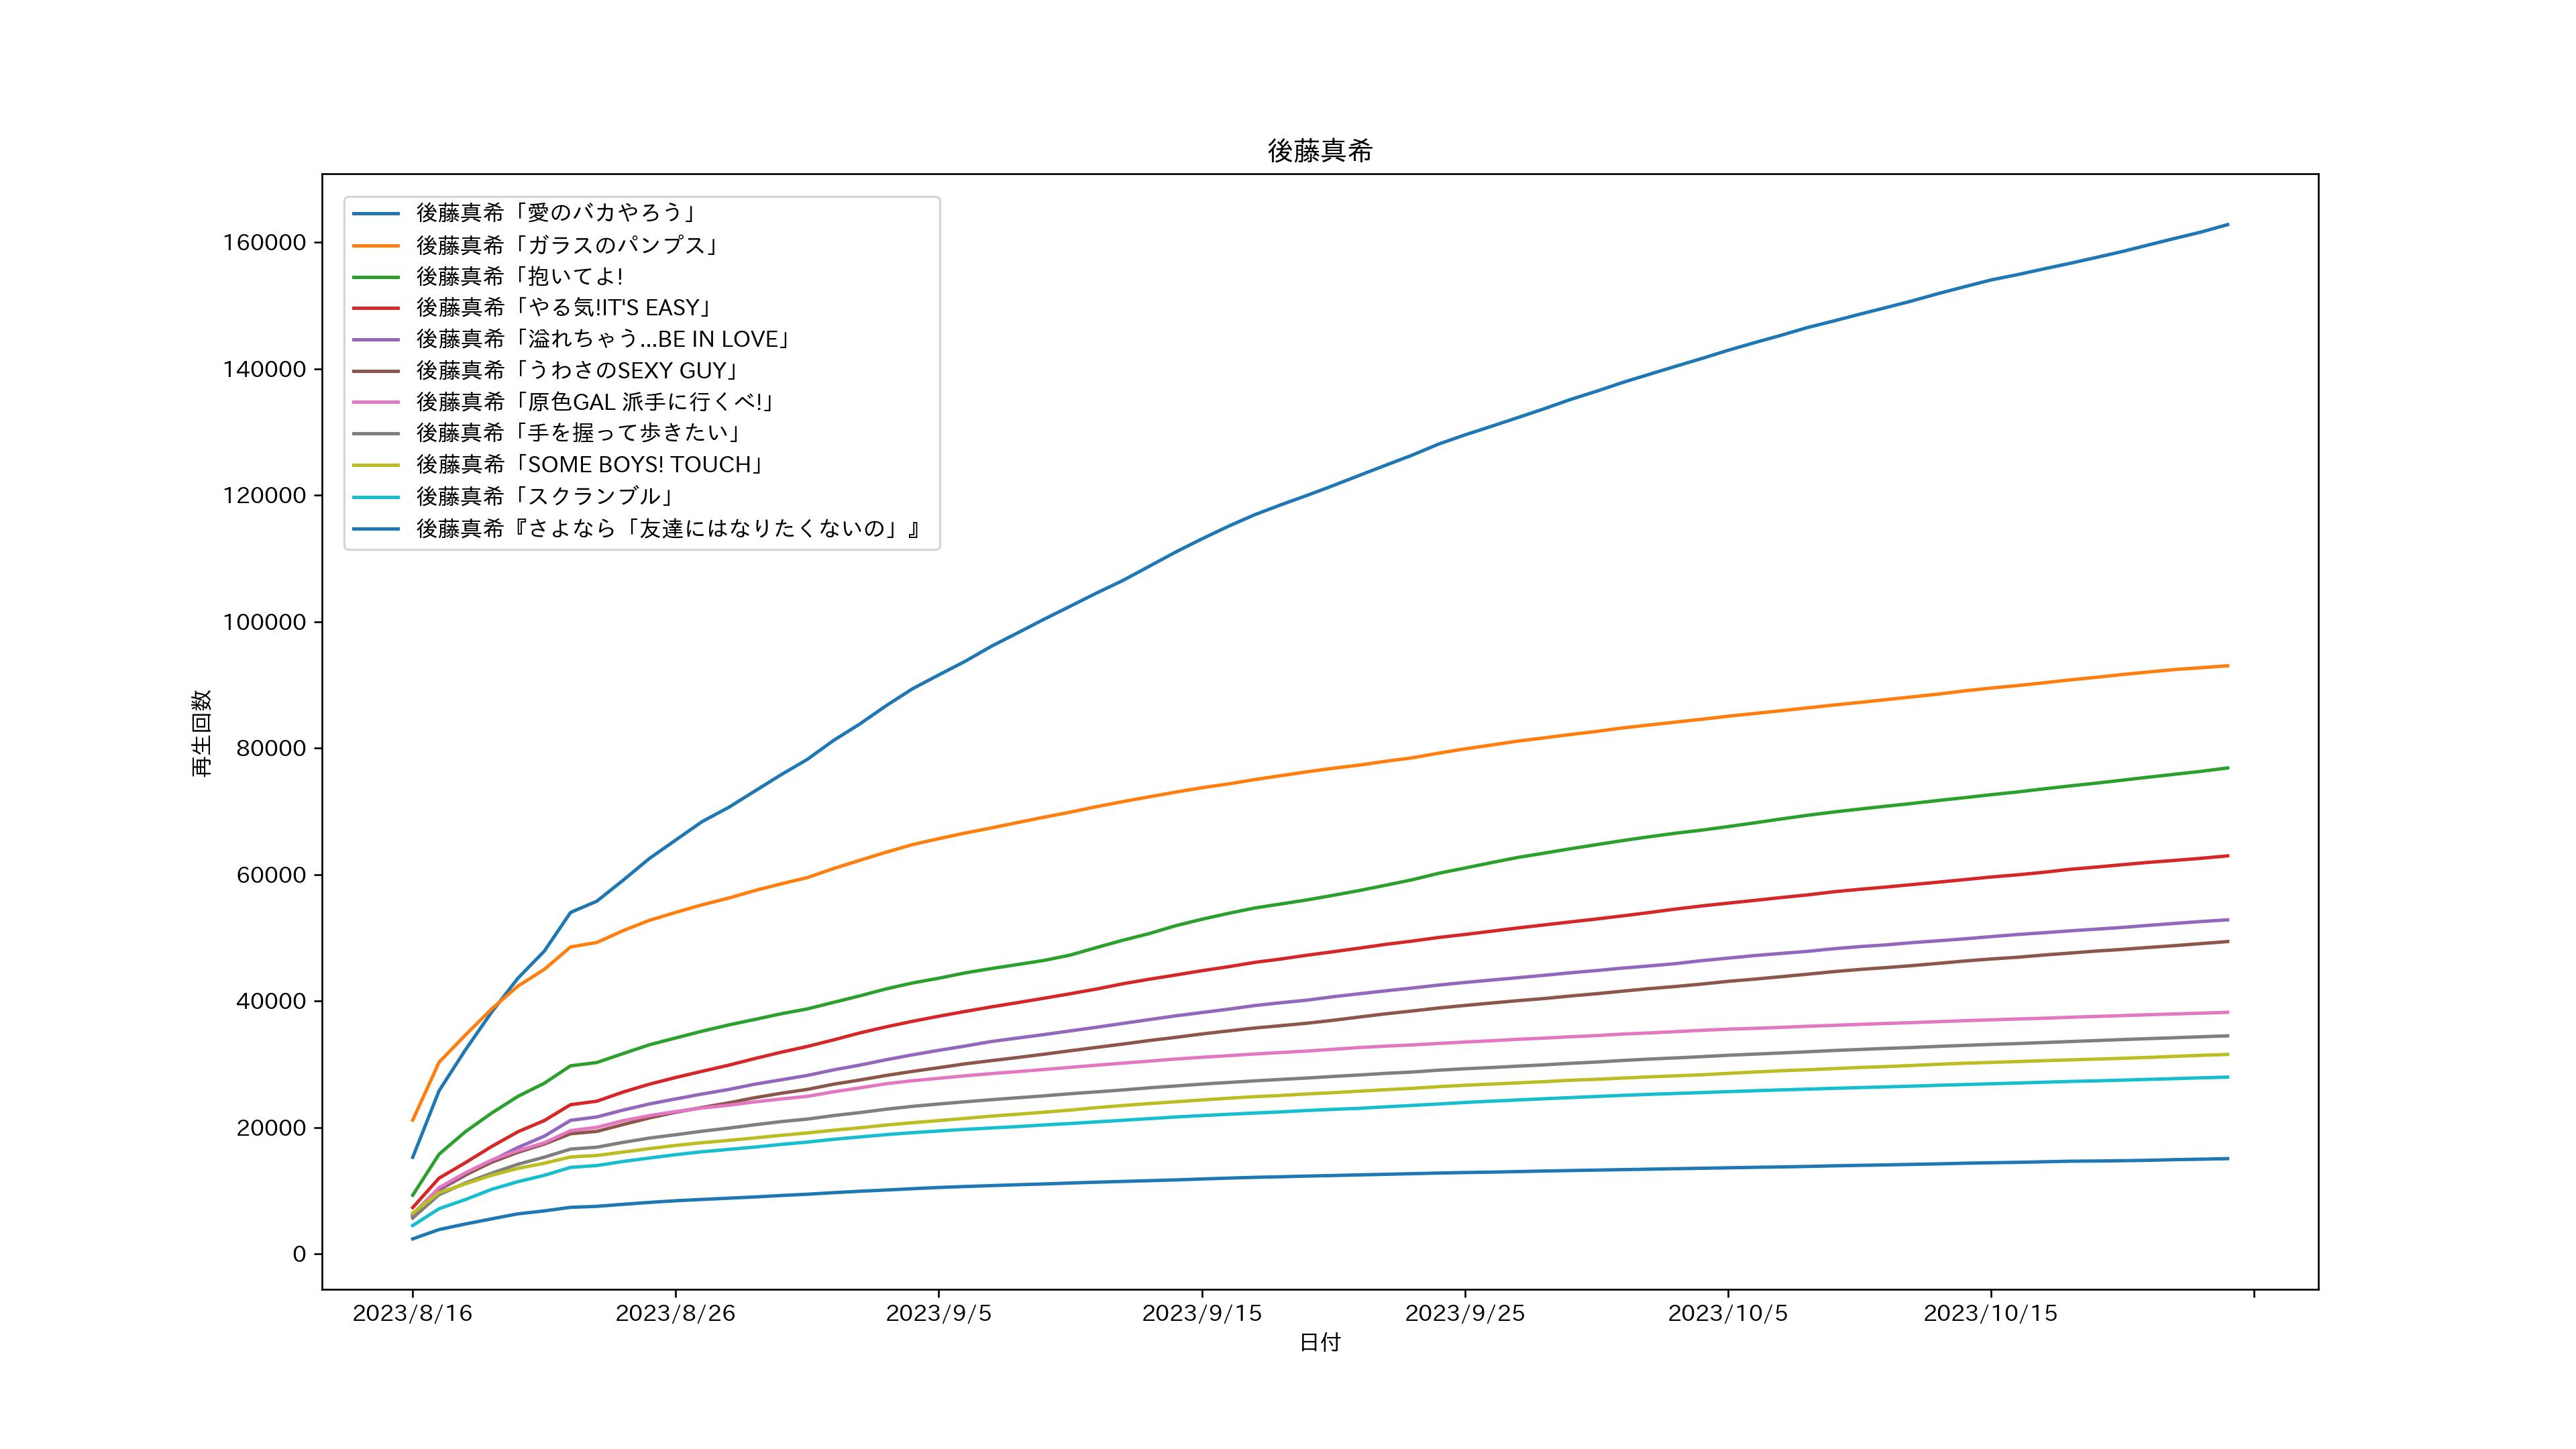 後藤真希
後藤真希「愛のバカやろう」
後藤真希「ガラスのパンプス」
後藤真希「抱いてよ!
後藤真希「やる気!IT'S EASY」
後藤真希「溢れちゃう...BE IN LOVE」
後藤真希「うわさのSEXY GUY」
後藤真希「原色GAL 派手に行くべ!」
後藤真希「手を握って歩きたい」
後藤真希「SOME BOYS! TOUCH」
後藤真希「スクランブル」
後藤真希『さよなら「友達にはなりたくないの」』
160000
140000
120000
100000
80000
60000
40000
20000
0
再生回数
2023/8/16 2023/8/26 2023/9/5 2023/9/15 2023/9/25 2023/10/5 2023/10/15
日付